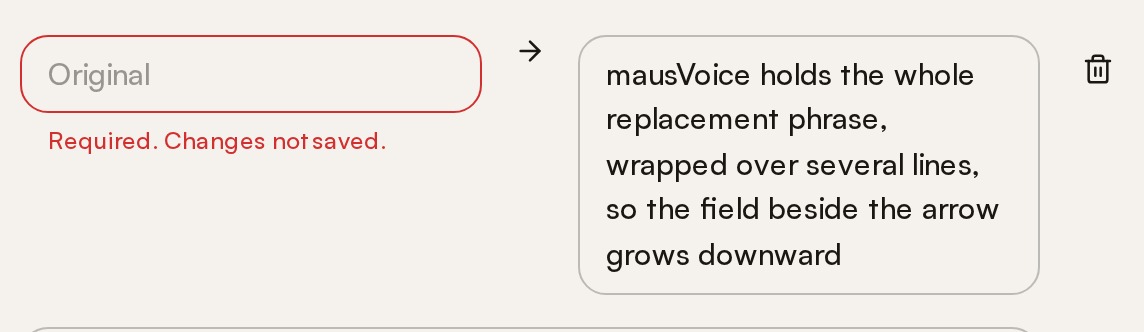 Original
Required. Changes not saved.
mausVoice holds the whole
replacement phrase,
wrapped over several lines,
so the field beside the arrow
grows downward